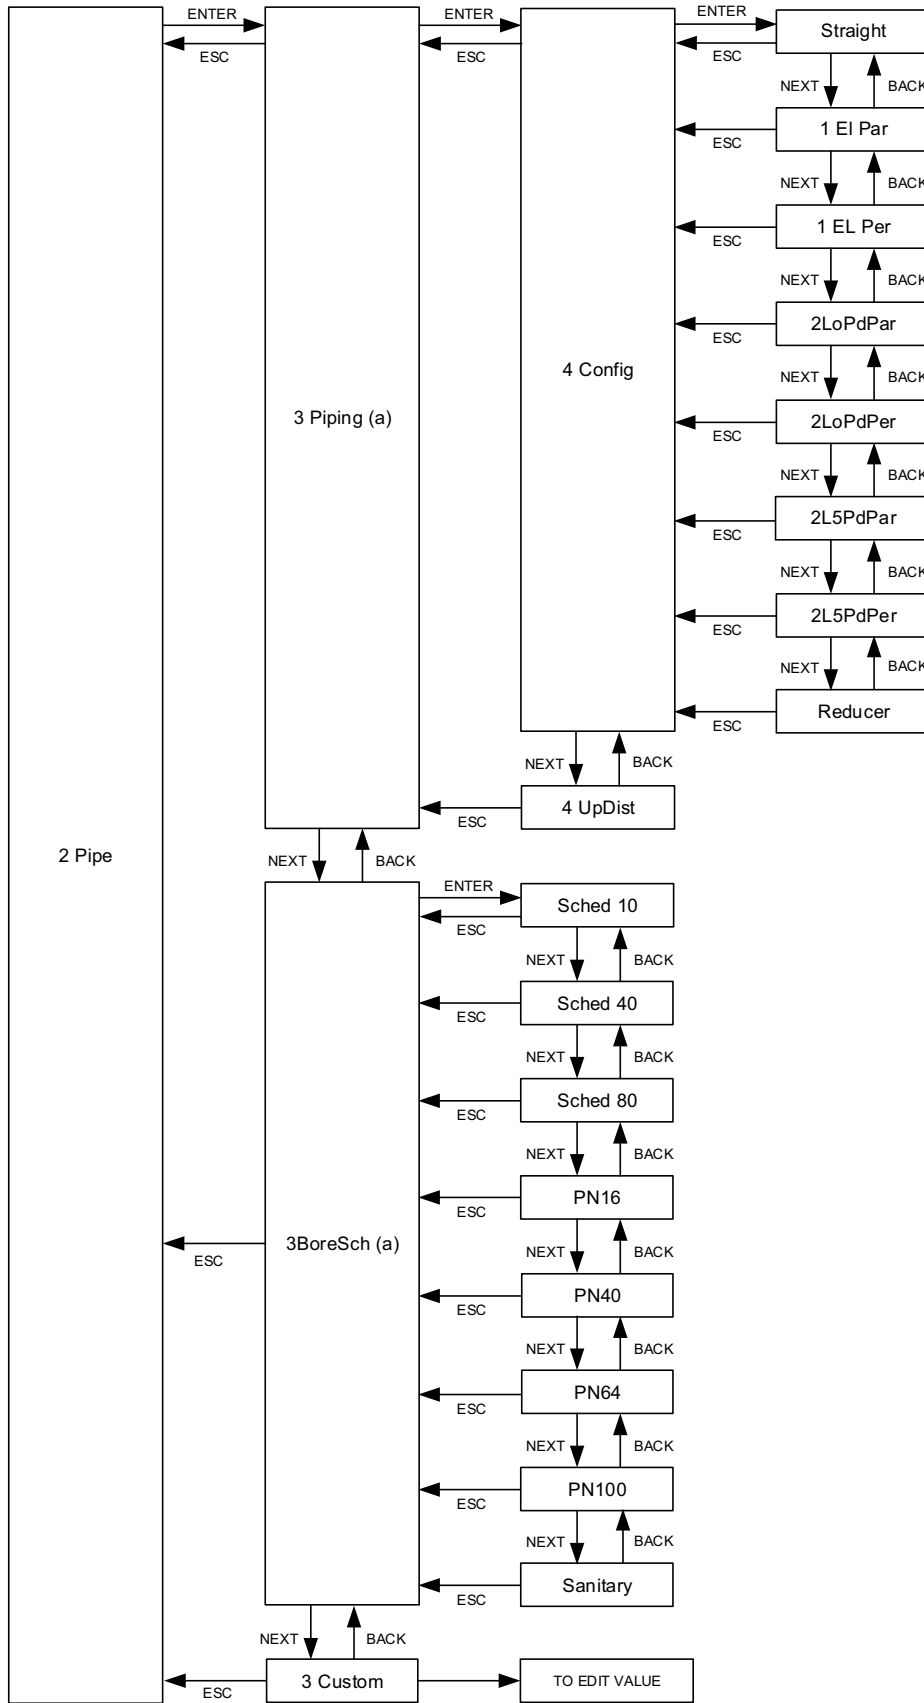 ENTER
ESC
ENTER
ESC
ENTER
ESC
Straight
NEXT
BACK
ESC
1 El Par
NEXT
BACK
ESC
1 EL Per
NEXT
BACK
ESC
2LoPdPar
NEXT
BACK
4 Config
3 Piping (a)
ESC
2LoPdPer
NEXT
BACK
ESC
2L5PdPar
NEXT
BACK
ESC
2L5PdPer
NEXT
BACK
ESC
Reducer
NEXT
BACK
ESC
4 UpDist
2 Pipe
NEXT
BACK
ENTER
ESC
Sched 10
NEXT
BACK
ESC
Sched 40
NEXT
BACK
ESC
Sched 80
NEXT
BACK
ESC
PN16
NEXT
BACK
ESC
3BoreSch (a)
ESC
PN40
NEXT
BACK
ESC
PN64
NEXT
BACK
ESC
PN100
NEXT
BACK
ESC
Sanitary
NEXT
BACK
ESC
3 Custom
TO EDIT VALUE